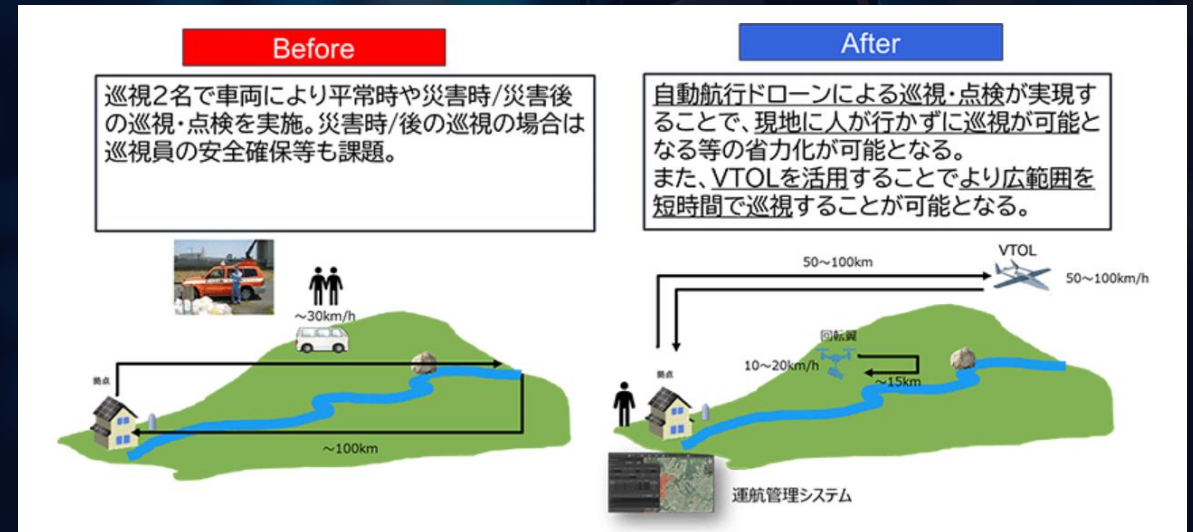 Before
巡視2名で車両により平常時や災害時/災害後
の巡視・点検を実施。災害時/後の巡視の場合は
巡視員の安全確保等も課題。
～30km/h
拠点
～100km
After
自動航行ドローンによる巡視・点検が実現す
ることで、現地に人が行かずに巡視が可能と
なる等の省力化が可能となる。
また、VTOLを活用することでより広範囲を
短時間で巡視することが可能となる。
VTOL
50～100km
50～100km/h
回転翼
10～20km/h
～15km
拠点
運航管理システム